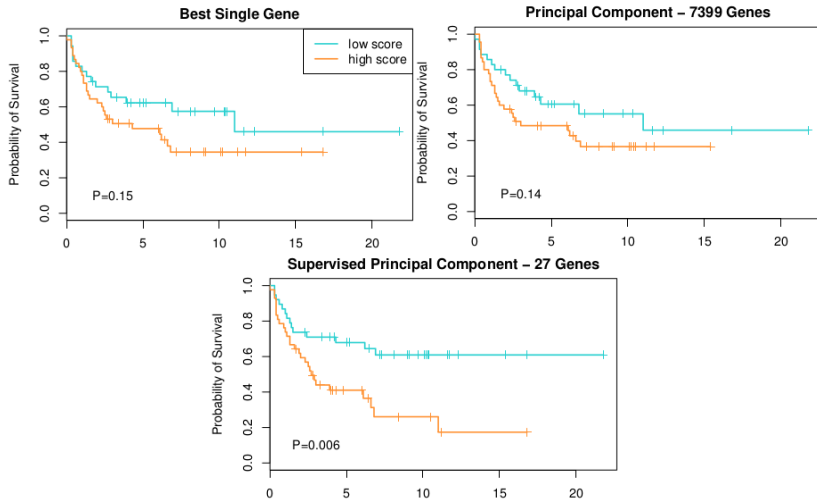 Best Single Gene
Probability of Survival
0.0 0.2 0.4 0.6 0.8 1.0
low score
high score
P=0.15
0 5 10 15 20
Principal Component – 7399 Genes
Probability of Survival
0.0 0.2 0.4 0.6 0.8 1.0
P=0.14
0 5 10 15 20
Supervised Principal Component – 27 Genes
Probability of Survival
0.0 0.2 0.4 0.6 0.8 1.0
P=0.006
0 5 10 15 20